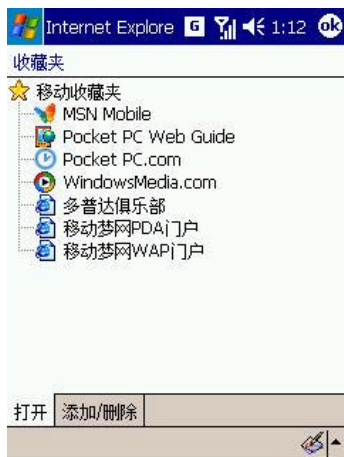 Internet Explore G 1:12 ok
收藏夹
移动收藏夹
MSN Mobile
Pocket PC Web Guide
Pocket PC.com
WindowsMedia.com
多普达俱乐部
移动梦网PDA门户
移动梦网WAP门户
打开 添加/删除